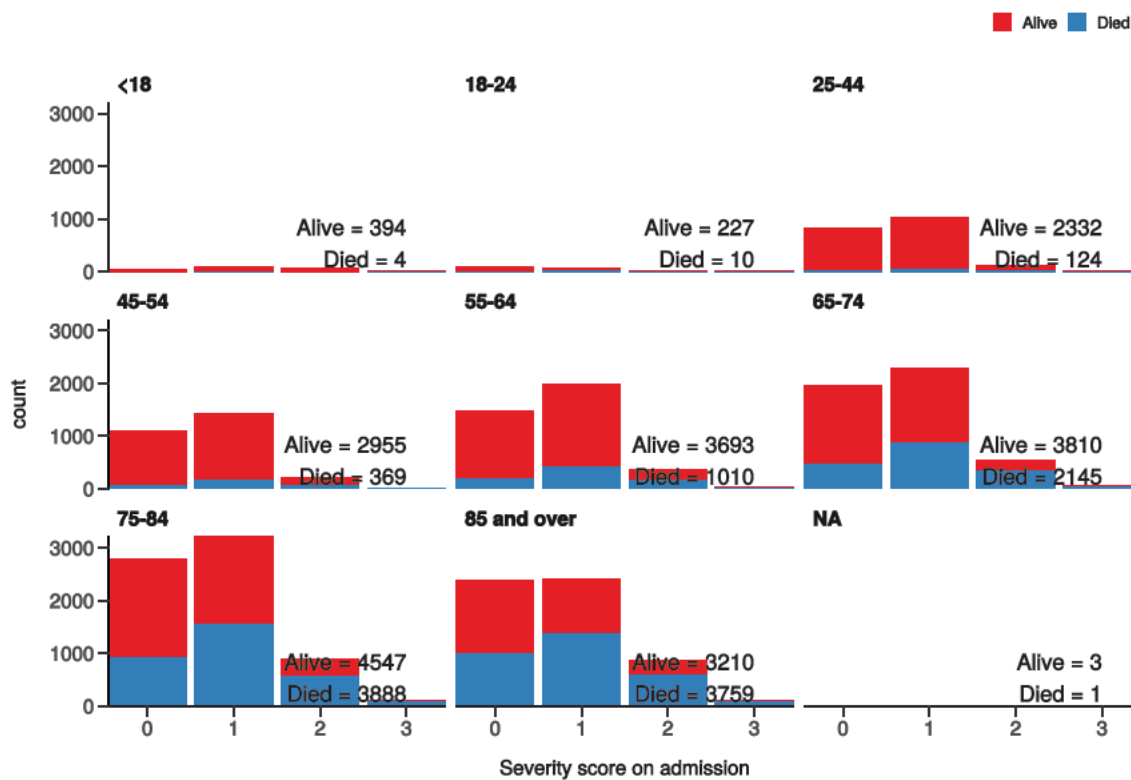 Alive Died
<18 18-24 25-44
3000
2000
1000
0
Alive = 394
Died = 4
Alive = 227
Died = 10
Alive = 2332
Died = 124
45-54 55-64 65-74
3000
2000
1000
0
Alive = 2955
Died = 369
Alive = 3693
Died = 1010
Alive = 3810
Died = 2145
count
75-84 85 and over NA
3000
2000
1000
0
Alive = 4547
Died = 3888
Alive = 3210
Died = 3759
Alive = 3
Died = 1
0 1 2 3 0 1 2 3 0 1 2 3
Severity score on admission